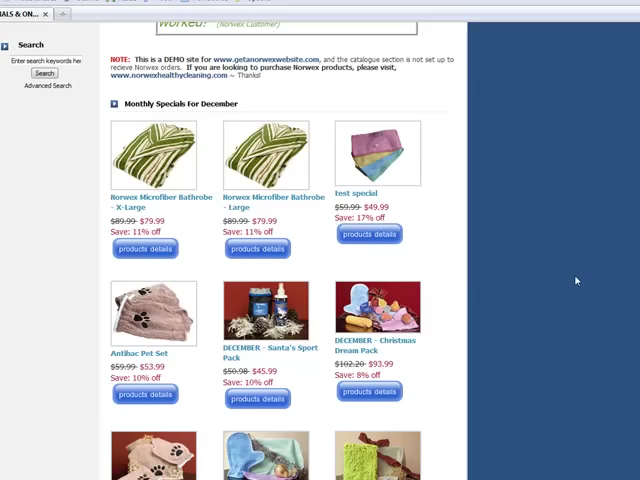 ALS & ON...
worked!" (Norwex Customer)
Search
Enter search keywords her
Search
Advanced Search
NOTE: This is a DEMO site for www.getanorwexwebsite.com, and the catalogue section is not set up to
recieve Norwex orders. If you are looking to purchase Norwex products, please visit,
www.norwexhealthycleaning.com ~ Thanks!
Monthly Specials For December
Norwex Microfiber Bathrobe
- X-Large
$89.99 $79.99
Save: 11% off
products details
Norwex Microfiber Bathrobe
- Large
$89.99 $79.99
Save: 11% off
products details
test special
$59.99 $49.99
Save: 17% off
products details
Antibac Pet Set
$59.99 $53.99
Save: 10% off
products details
DECEMBER - Santa's Sport
Pack
$50.98 $45.99
Save: 10% off
products details
DECEMBER - Christmas
Dream Pack
$102.20 $93.99
Save: 8% off
products details